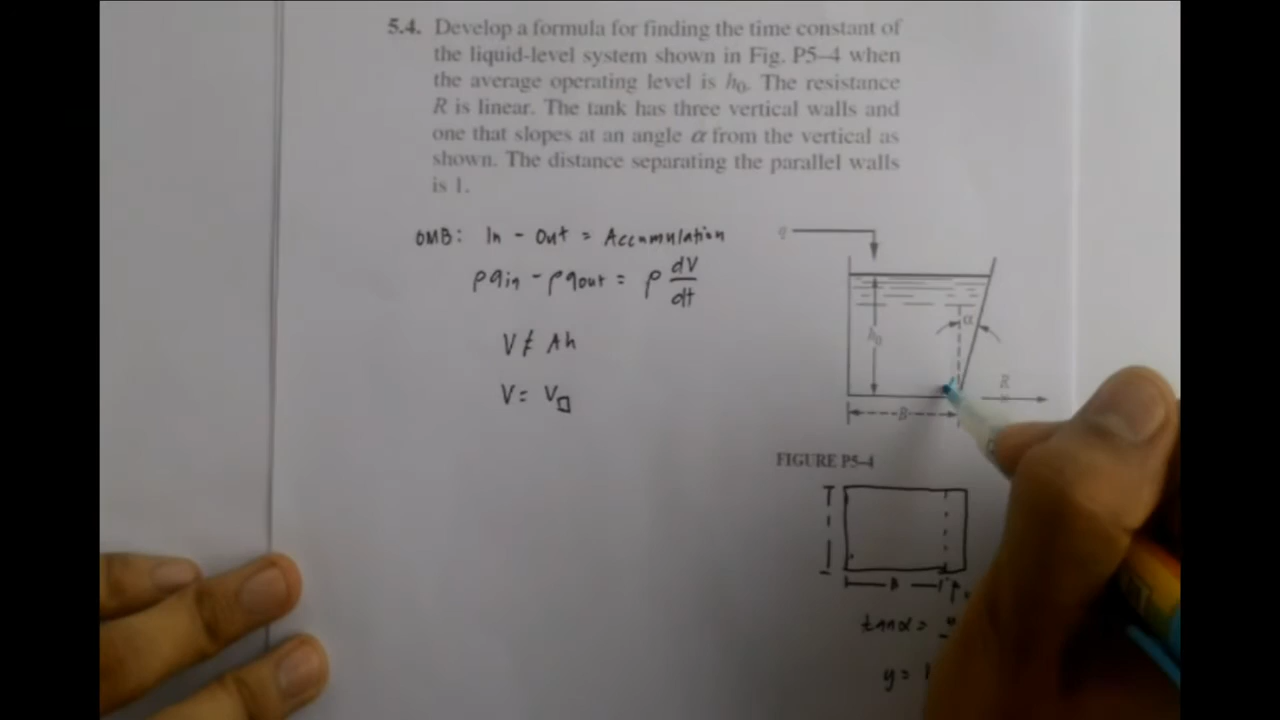 5.4. Develop a formula for finding the time constant of
the liquid-level system shown in Fig. P5–4 when
the average operating level is h₀. The resistance
R is linear. The tank has three vertical walls and
one that slopes at an angle α from the vertical as
shown. The distance separating the parallel walls
is 1.
OMB: In - Out = Accumulation
ρqin - ρqout = ρ dV/dt
V ≠ Ah
V = V□
q
α
h₀
R
B
FIGURE P5–4
B
tanα =
y =